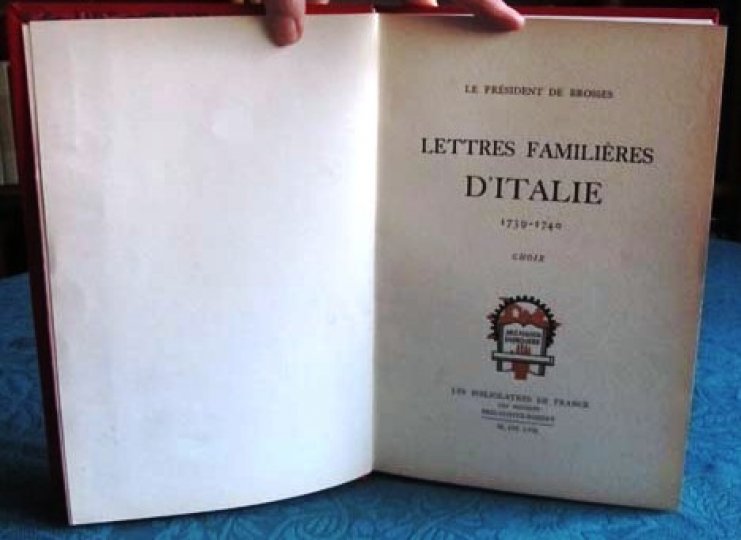 LE PRÉSIDENT DE BROSSES
LETTRES FAMILIÈRES
D'ITALIE
1739-1740
CHOIX
LES BIBLIOLATRES DE FRANCE